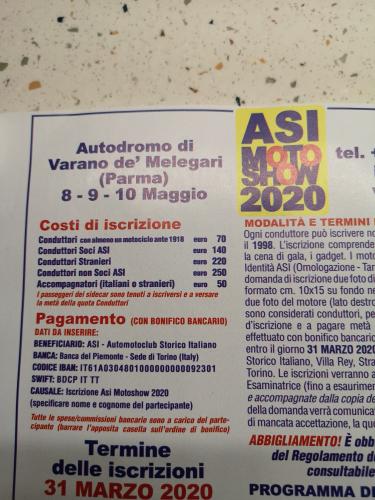 Autodromo di
Varano de' Melegari
(Parma)
8 - 9 - 10 Maggio
ASI
MOTO
SHOW
2020
tel. +
Costi di iscrizione
Conduttori con almeno un motociclo ante 1918 euro 70
Conduttori Soci ASI euro 140
Conduttori Stranieri euro 220
Conduttori non Soci ASI euro 250
Accompagnatori (italiani o stranieri) euro 50
I passeggeri dei sidecar sono tenuti a iscriversi e a versare
la metà della quota Conduttori
Pagamento (CON BONIFICO BANCARIO)
DATI DA INSERIRE:
BENEFICIARIO: ASI - Automotoclub Storico Italiano
BANCA: Banca del Piemonte - Sede di Torino (Italy)
CODICE IBAN:
SWIFT: BDCP IT TT
CAUSALE: Iscrizione Asi Motoshow 2020
(specificare nome e cognome del partecipante)
Tutte le spese/commissioni bancarie sono a carico del parte-
cipante (barrare l'apposita casella sull'ordine di bonifico)
Termine
delle iscrizioni
31 MARZO 2020
MODALITÀ E TERMINI
Ogni conduttore può iscrivere
il 1998. L'iscrizione comprende
la cena di gala, i gadget. I moto
Identità ASI (Omologazione - Tar
domanda di iscrizione due foto di
formato cm. 10x15 su fondo ne
due foto del motore (lato destro
sono considerati conduttori, pe
d'iscrizione e a pagare metà
effettuato con bonifico bancario
entro il giorno 31 MARZO 2020
Storico Italiano, Villa Rey, Stra
Torino. Le iscrizioni verranno a
Esaminatrice (fino a esaurimen
e accompagnate dalla copia de
della domanda verrà comunicat
di mancata accettazione, la quot
ABBIGLIAMENTO! È obb
del Regolamento de
consultabile
PROGRAMMA DE